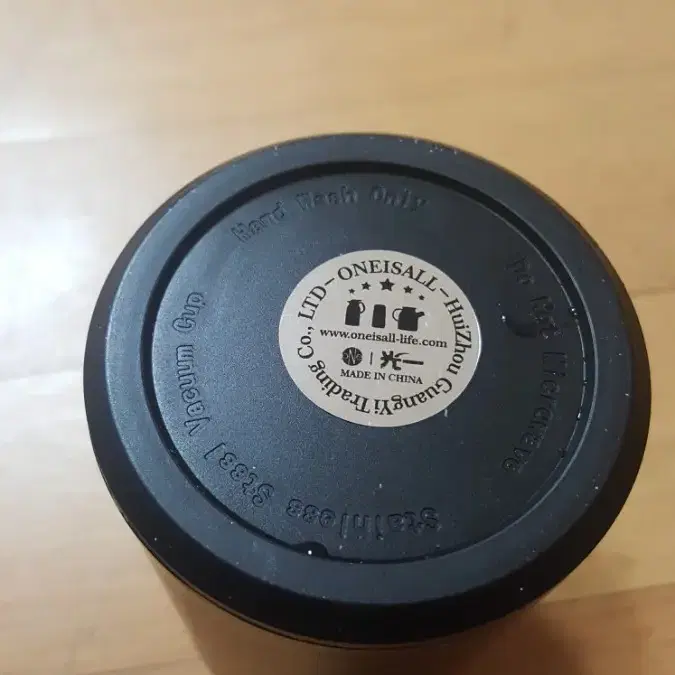 Hand Wash Only
Do Not Microwave
Stainless Steel Vacuum Cup
ONEISALL-HuiZhou GuangYi Trading Co., LTD-
www.oneisall-life.com
光一
MADE IN CHINA